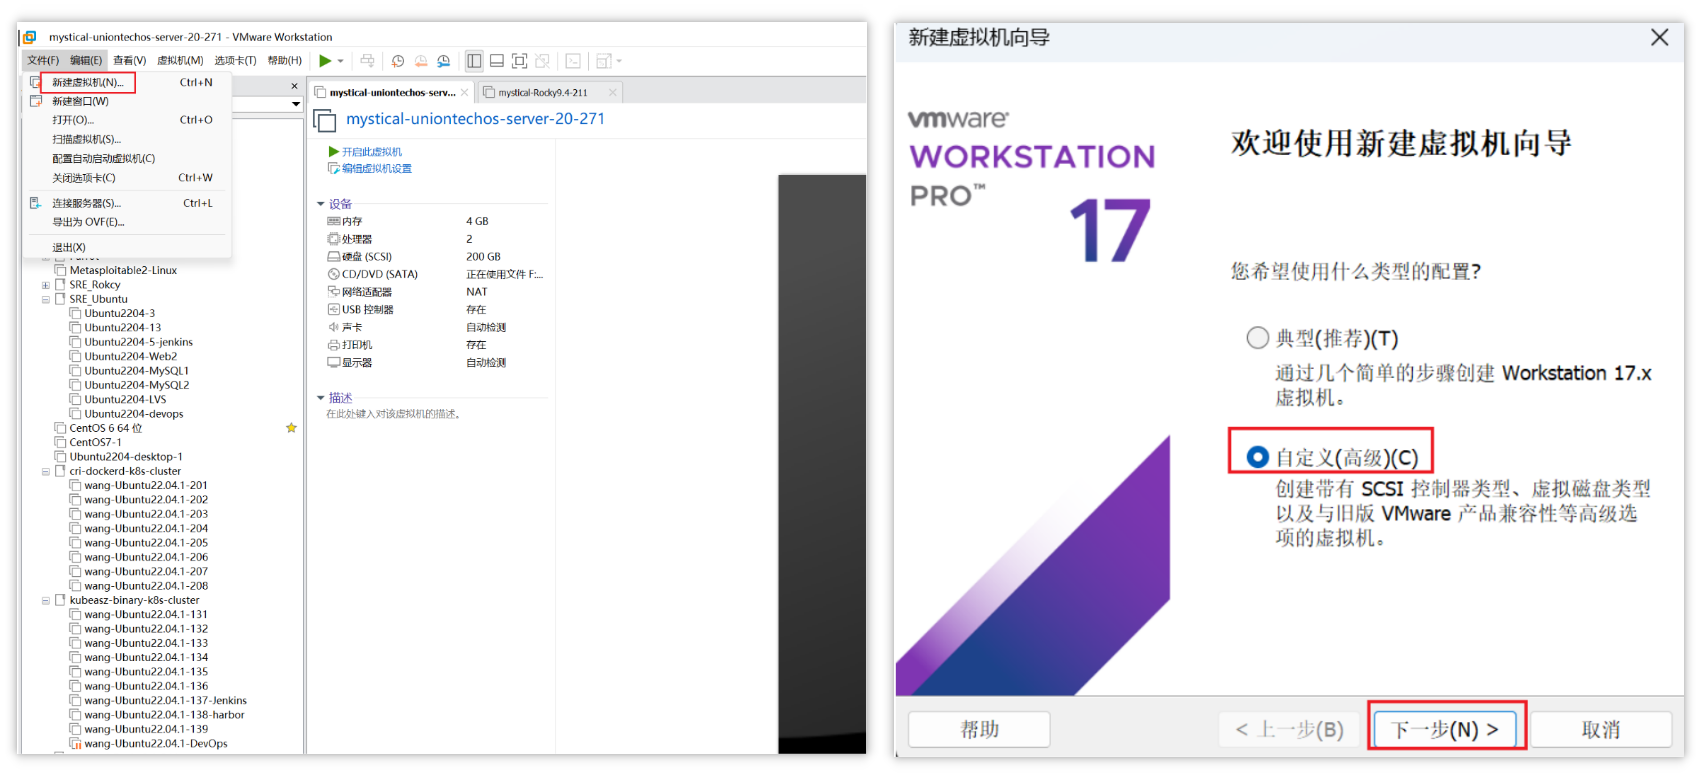 mystical-uniontechos-server-20-271 - VMware Workstation
文件(F) 编辑(E) 查看(V) 虚拟机(M) 选项卡(T) 帮助(H)
新建虚拟机(N)... Ctrl+N
新建窗口(W)
打开(O)... Ctrl+O
扫描虚拟机(S)...
配置自动启动虚拟机(C)
关闭选项卡(C) Ctrl+W
连接服务器(S)... Ctrl+L
导出为 OVF(E)...
退出(X)
Metasploitable2-Linux
SRE_Rokcy
SRE_Ubuntu
Ubuntu2204-3
Ubuntu2204-13
Ubuntu2204-5-jenkins
Ubuntu2204-Web2
Ubuntu2204-MySQL1
Ubuntu2204-MySQL2
Ubuntu2204-LVS
Ubuntu2204-devops
CentOS 6 64 位
CentOS7-1
Ubuntu2204-desktop-1
cri-dockerd-k8s-cluster
wang-Ubuntu22.04.1-201
wang-Ubuntu22.04.1-202
wang-Ubuntu22.04.1-203
wang-Ubuntu22.04.1-204
wang-Ubuntu22.04.1-205
wang-Ubuntu22.04.1-206
wang-Ubuntu22.04.1-207
wang-Ubuntu22.04.1-208
kubeasz-binary-k8s-cluster
wang-Ubuntu22.04.1-131
wang-Ubuntu22.04.1-132
wang-Ubuntu22.04.1-133
wang-Ubuntu22.04.1-134
wang-Ubuntu22.04.1-135
wang-Ubuntu22.04.1-136
wang-Ubuntu22.04.1-137-Jenkins
wang-Ubuntu22.04.1-138-harbor
wang-Ubuntu22.04.1-139
wang-Ubuntu22.04.1-DevOps
mystical-uniontechos-serv... mystical-Rocky9.4-211
mystical-uniontechos-server-20-271
开启此虚拟机
编辑虚拟机设置
设备
内存 4 GB
处理器 2
硬盘 (SCSI) 200 GB
CD/DVD (SATA) 正在使用文件 F:...
网络适配器 NAT
USB 控制器 存在
声卡 自动检测
打印机 存在
显示器 自动检测
描述
在此处键入对该虚拟机的描述。
新建虚拟机向导
vmware
WORKSTATION
PRO™
17
欢迎使用新建虚拟机向导
您希望使用什么类型的配置?
典型(推荐)(T)
通过几个简单的步骤创建 Workstation 17.x
虚拟机。
自定义(高级)(C)
创建带有 SCSI 控制器类型、虚拟磁盘类型
以及与旧版 VMware 产品兼容性等高级选
项的虚拟机。
帮助 < 上一步(B) 下一步(N) > 取消